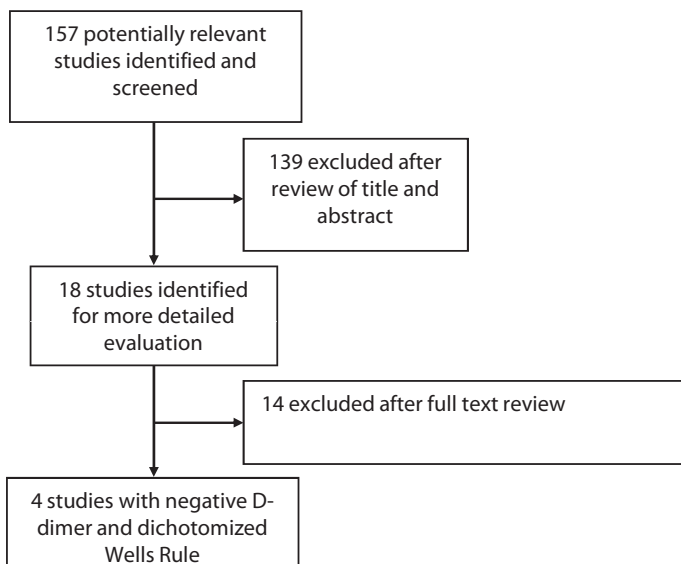 157 potentially relevant
studies identified and
screened
139 excluded after
review of title and
abstract
18 studies identified
for more detailed
evaluation
14 excluded after full text review
4 studies with negative D-
dimer and dichotomized
Wells Rule